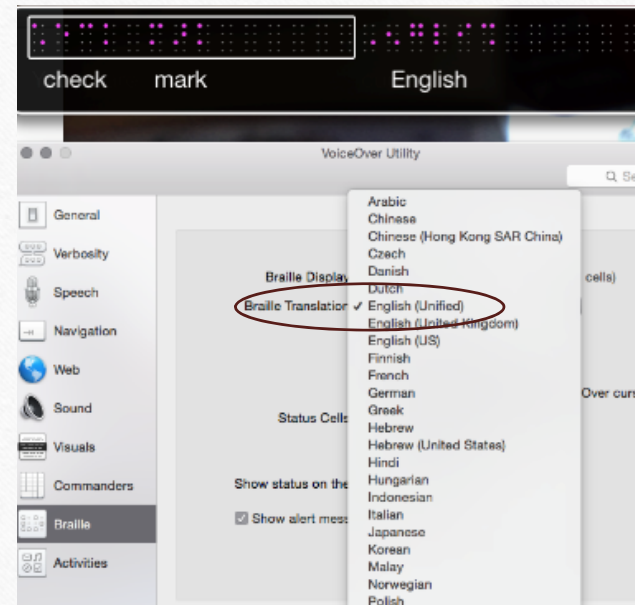 check mark English
VoiceOver Utility
Se
General
Verbosity
Speech
Navigation
Web
Sound
Visuals
Commanders
Braille
Activities
Braille Display
cells)
Braille Translation
Status Cells
Over curs
Show status on the
Show alert mess
Arabic
Chinese
Chinese (Hong Kong SAR China)
Czech
Danish
Dutch
✓ English (Unified)
English (United Kingdom)
English (US)
Finnish
French
German
Greek
Hebrew
Hebrew (United States)
Hindi
Hungarian
Indonesian
Italian
Japanese
Korean
Malay
Norwegian
Polish